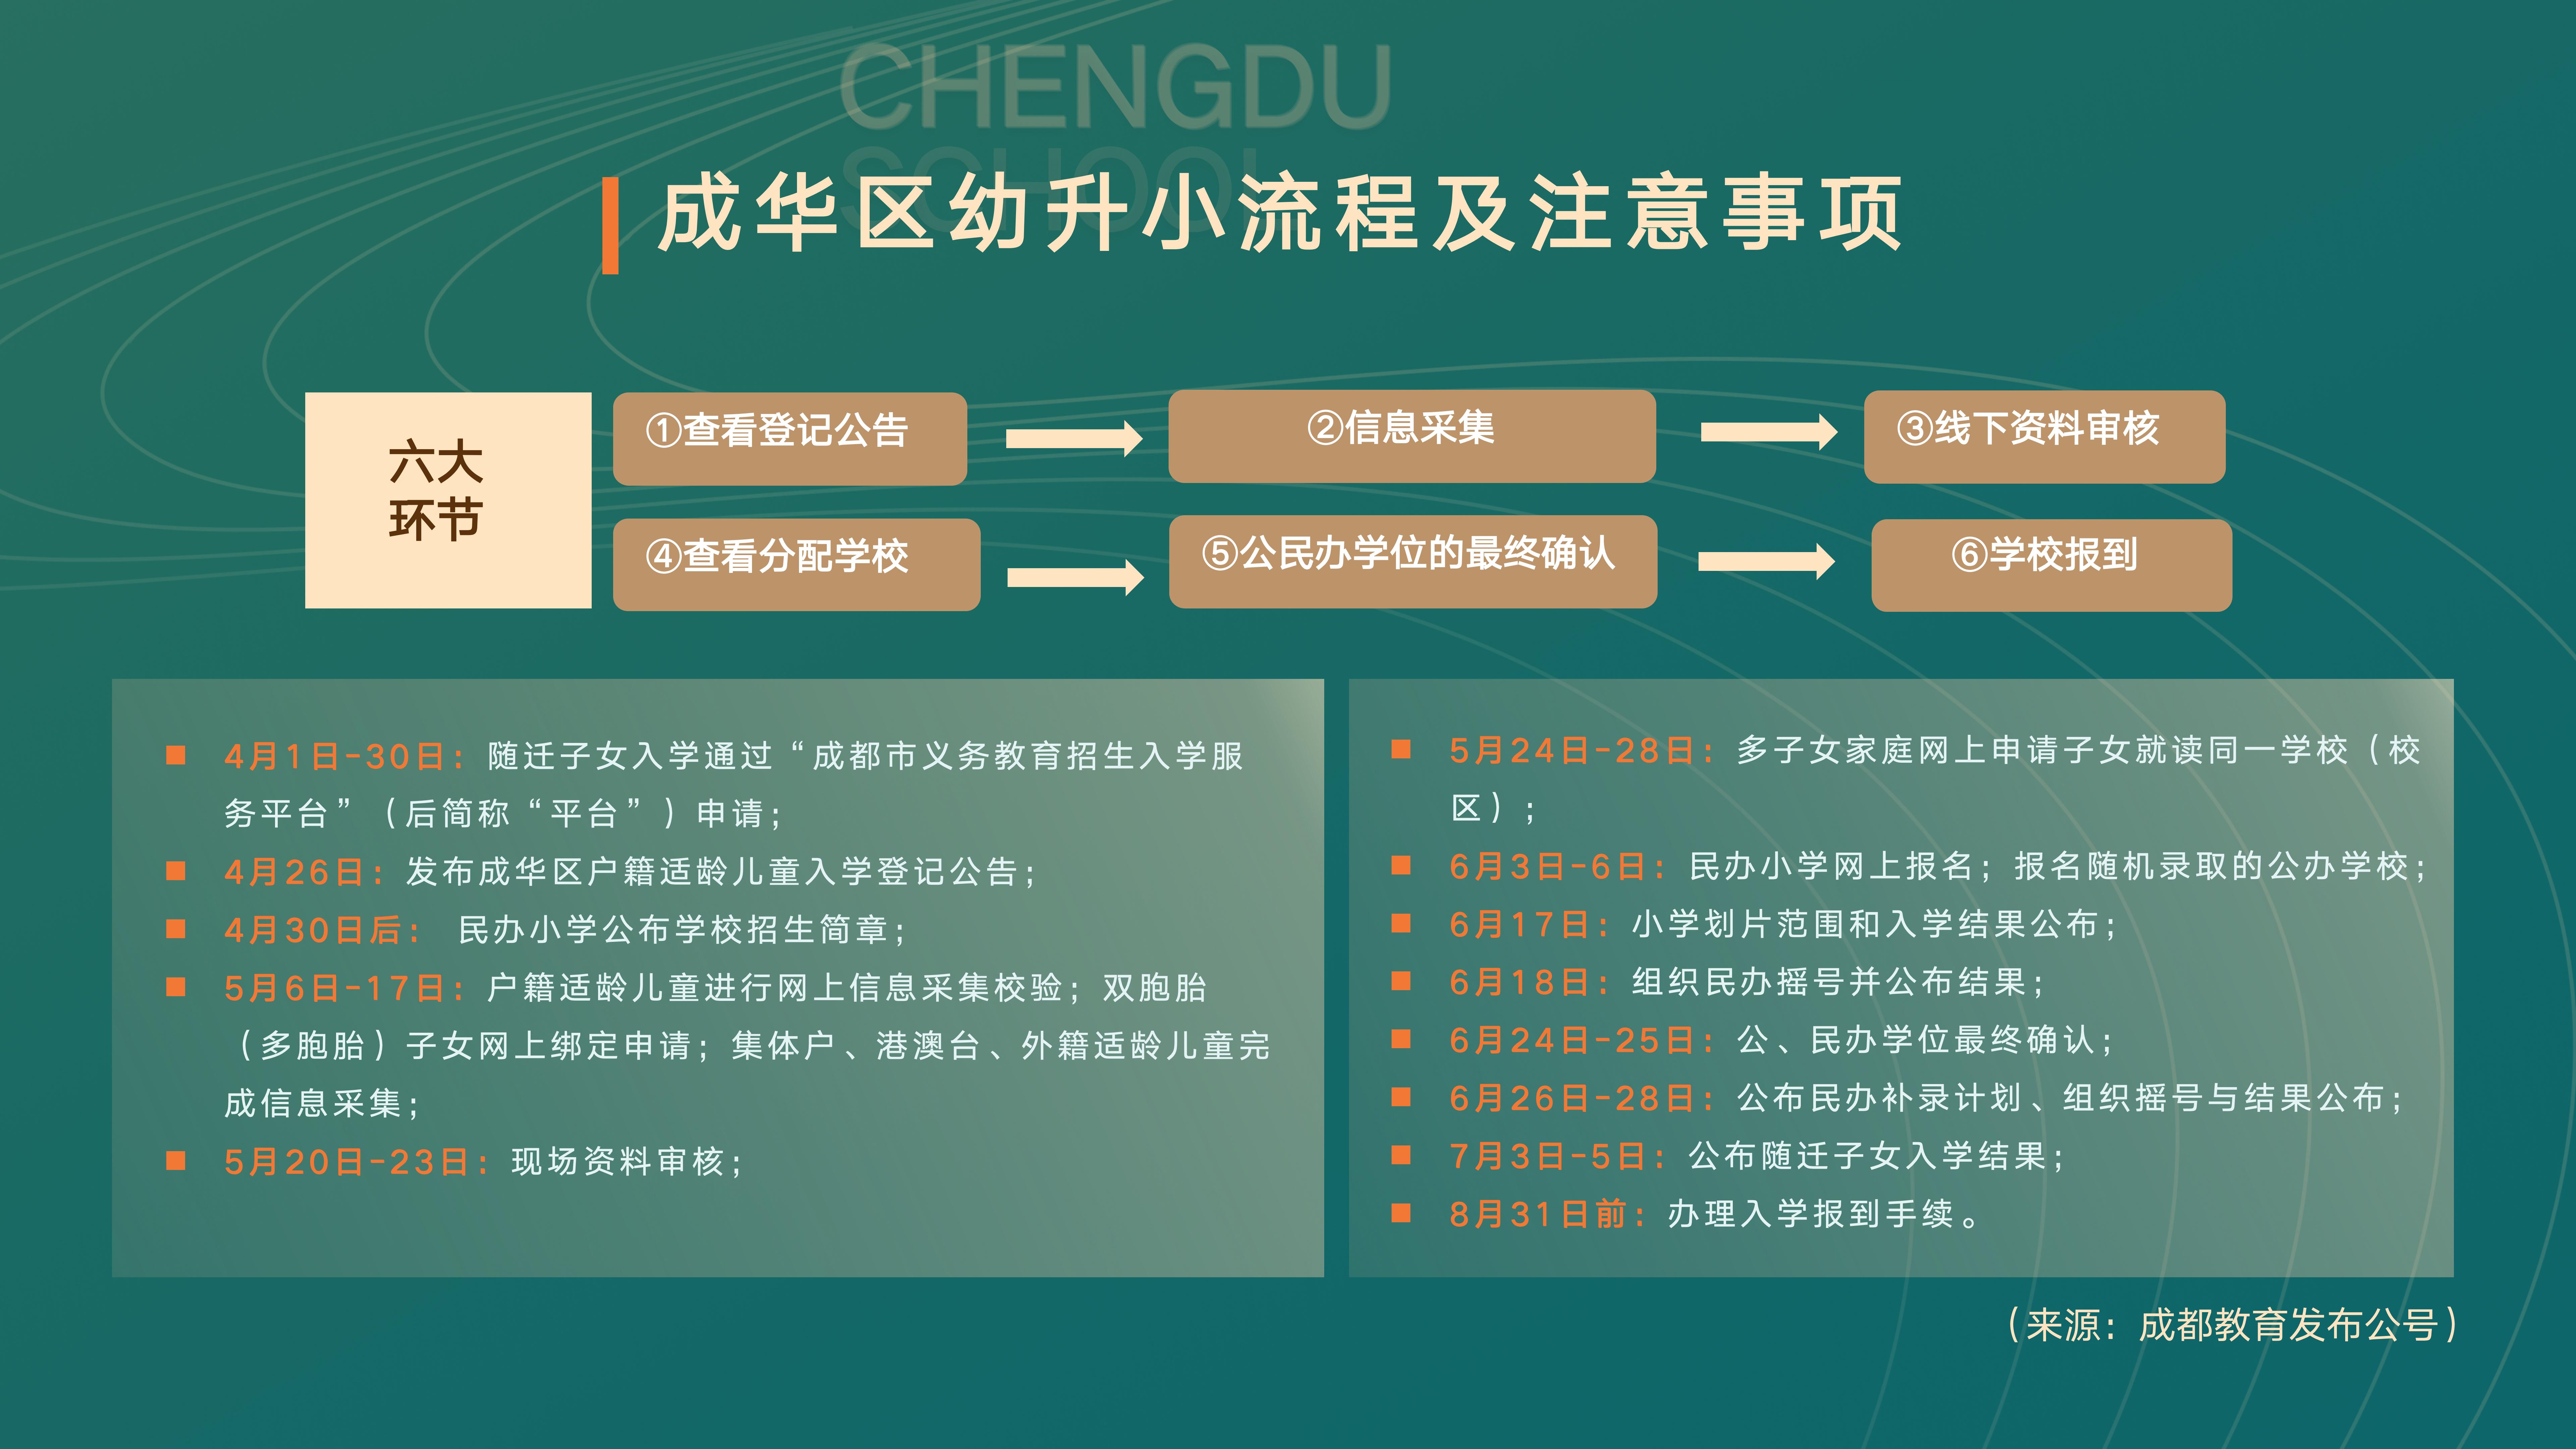 CHENGDU
SCHOOL
成华区幼升小流程及注意事项
六大
环节
①查看登记公告
②信息采集
③线下资料审核
④查看分配学校
⑤公民办学位的最终确认
⑥学校报到
4月1日-30日：随迁子女入学通过“成都市义务教育招生入学服
务平台”（后简称“平台”）申请；
4月26日：发布成华区户籍适龄儿童入学登记公告；
4月30日后： 民办小学公布学校招生简章；
5月6日-17日：户籍适龄儿童进行网上信息采集校验；双胞胎
（多胞胎）子女网上绑定申请；集体户、港澳台、外籍适龄儿童完
成信息采集；
5月20日-23日：现场资料审核；
5月24日-28日：多子女家庭网上申请子女就读同一学校（校
区）；
6月3日-6日：民办小学网上报名；报名随机录取的公办学校；
6月17日：小学划片范围和入学结果公布；
6月18日：组织民办摇号并公布结果；
6月24日-25日：公、民办学位最终确认；
6月26日-28日：公布民办补录计划、组织摇号与结果公布；
7月3日-5日：公布随迁子女入学结果；
8月31日前：办理入学报到手续。
（来源：成都教育发布公号）